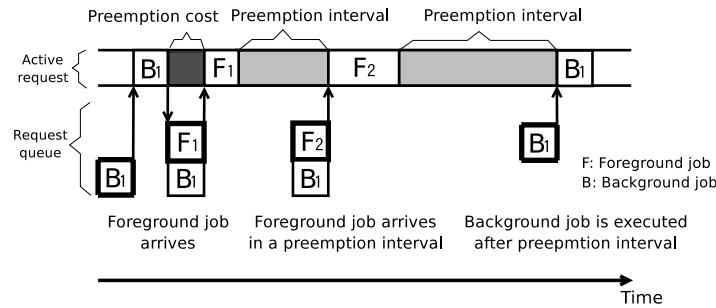 Preemption cost Preemption interval Preemption interval
Active
request
B1 F1 F2 B1
Request
queue
F1 F2 B1
B1 B1 B1
F: Foreground job
B: Background job
Foreground job
arrives
Foreground job arrives
in a preemption interval
Background job is executed
after preepmtion interval
Time